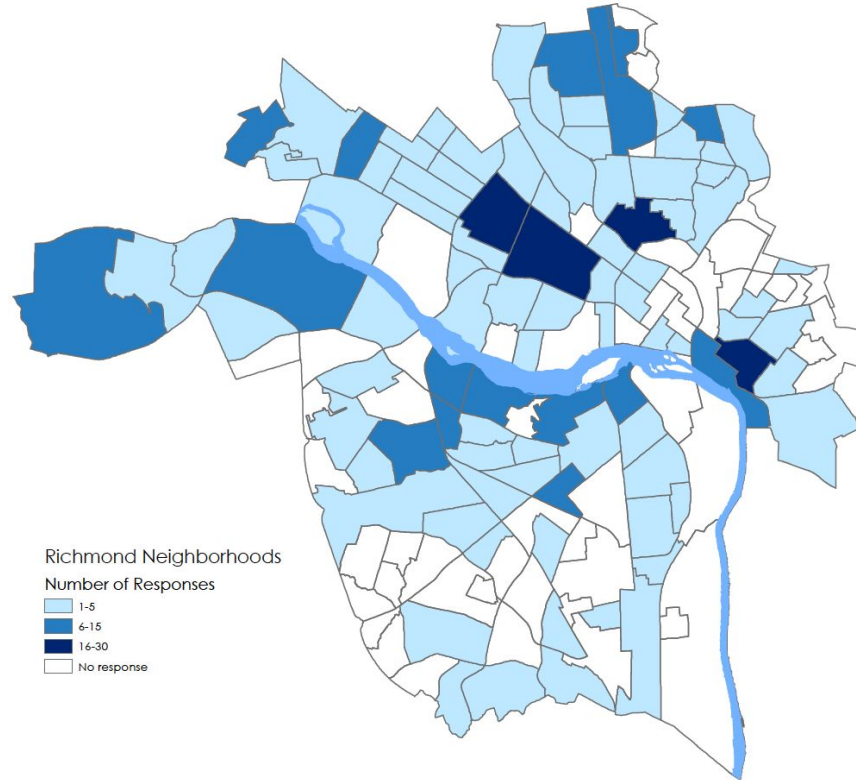 Richmond Neighborhoods
Number of Responses
1-5
6-15
16-30
No response